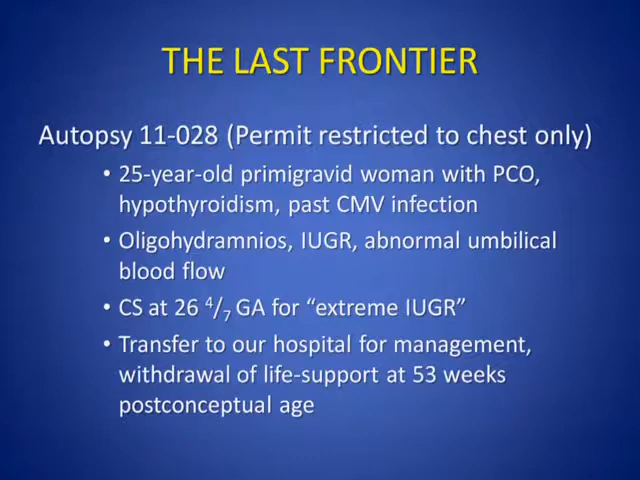 THE LAST FRONTIER
Autopsy 11-028 (Permit restricted to chest only)
• 25-year-old primigravid woman with PCO,
hypothyroidism, past CMV infection
• Oligohydramnios, IUGR, abnormal umbilical
blood flow
• CS at 26 4/7 GA for “extreme IUGR”
• Transfer to our hospital for management,
withdrawal of life-support at 53 weeks
postconceptual age